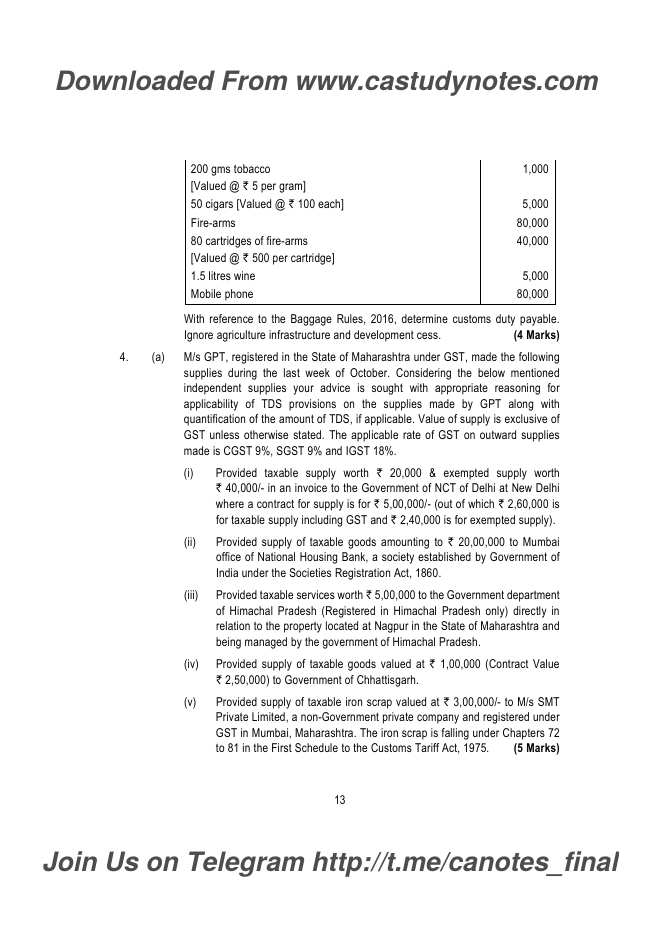 Downloaded From www.castudynotes.com
200 gms tobacco 1,000
[Valued @ ₹ 5 per gram]
50 cigars [Valued @ ₹ 100 each] 5,000
Fire-arms 80,000
80 cartridges of fire-arms 40,000
[Valued @ ₹ 500 per cartridge]
1.5 litres wine 5,000
Mobile phone 80,000
With reference to the Baggage Rules, 2016, determine customs duty payable.
Ignore agriculture infrastructure and development cess. (4 Marks)
4. (a) M/s GPT, registered in the State of Maharashtra under GST, made the following
supplies during the last week of October. Considering the below mentioned
independent supplies your advice is sought with appropriate reasoning for
applicability of TDS provisions on the supplies made by GPT along with
quantification of the amount of TDS, if applicable. Value of supply is exclusive of
GST unless otherwise stated. The applicable rate of GST on outward supplies
made is CGST 9%, SGST 9% and IGST 18%.
(i) Provided taxable supply worth ₹ 20,000 & exempted supply worth
₹ 40,000/- in an invoice to the Government of NCT of Delhi at New Delhi
where a contract for supply is for ₹ 5,00,000/- (out of which ₹ 2,60,000 is
for taxable supply including GST and ₹ 2,40,000 is for exempted supply).
(ii) Provided supply of taxable goods amounting to ₹ 20,00,000 to Mumbai
office of National Housing Bank, a society established by Government of
India under the Societies Registration Act, 1860.
(iii) Provided taxable services worth ₹ 5,00,000 to the Government department
of Himachal Pradesh (Registered in Himachal Pradesh only) directly in
relation to the property located at Nagpur in the State of Maharashtra and
being managed by the government of Himachal Pradesh.
(iv) Provided supply of taxable goods valued at ₹ 1,00,000 (Contract Value
₹ 2,50,000) to Government of Chhattisgarh.
(v) Provided supply of taxable iron scrap valued at ₹ 3,00,000/- to M/s SMT
Private Limited, a non-Government private company and registered under
GST in Mumbai, Maharashtra. The iron scrap is falling under Chapters 72
to 81 in the First Schedule to the Customs Tariff Act, 1975. (5 Marks)
13
Join Us on Telegram http://t.me/canotes_final